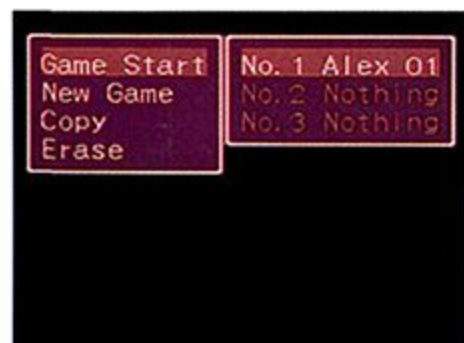 Game Start
New Game
Copy
Erase
No. 1 Alex 01
No. 2 Nothing
No. 3 Nothing